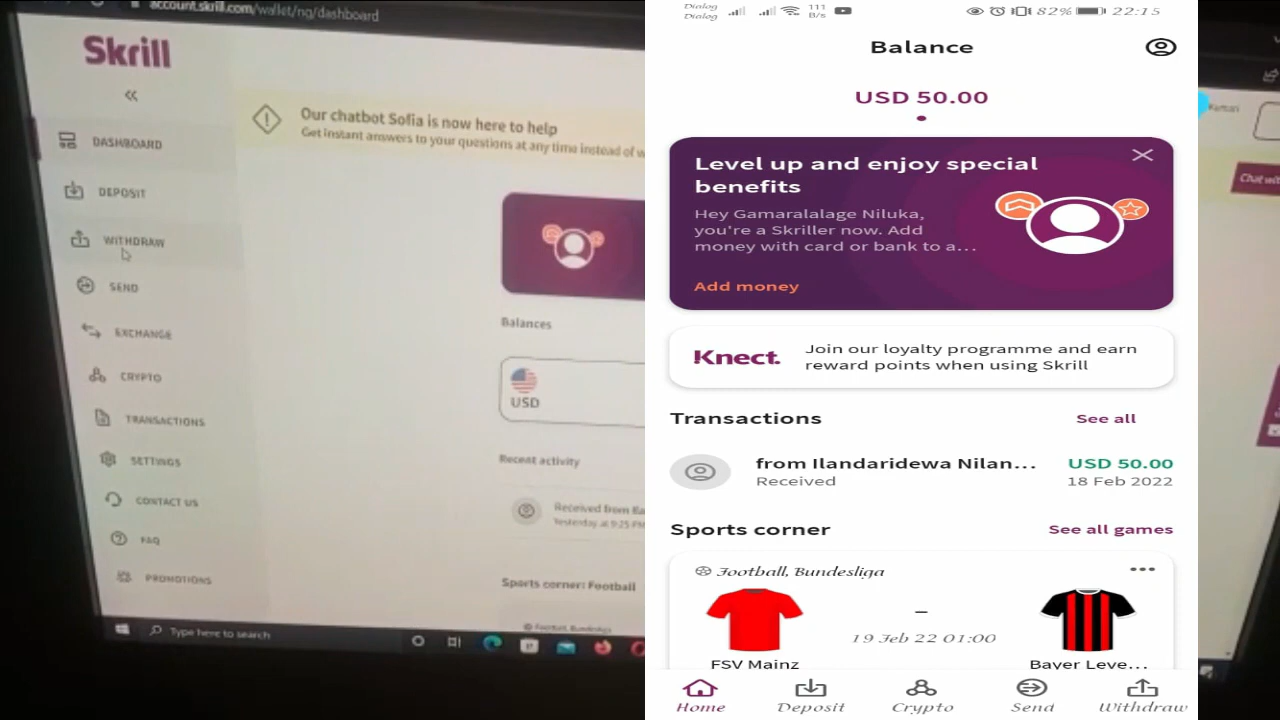 account.skrill.com/wallet/ng/dashboard
Skrill
Our chatbot Sofia is now here to help
Get instant answers to your questions at any time instead of w
DASHBOARD
DEPOSIT
WITHDRAW
SEND
EXCHANGE
CRYPTO
TRANSACTIONS
SETTINGS
CONTACT US
FAQ
PROMOTIONS
Balances
USD
Recent activity
Received from
Yesterday at 9:25 PM
Sports corner: Football
Football, Bundesliga
Type here to search
Dialog
Dialog
111
B/s
82%
22:15
Balance
USD 50.00
Level up and enjoy special
benefits
Hey Gamaralalage Niluka,
you're a Skriller now. Add
money with card or bank to a...
Add money
Knect.
Join our loyalty programme and earn
reward points when using Skrill
Transactions
See all
from Ilandaridewa Nilan...
USD 50.00
Received
18 Feb 2022
Sports corner
See all games
Football, Bundesliga
–
19 Feb 22 01:00
FSV Mainz
Bayer Leve...
Home
Deposit
Crypto
Send
Withdraw
Chat wit